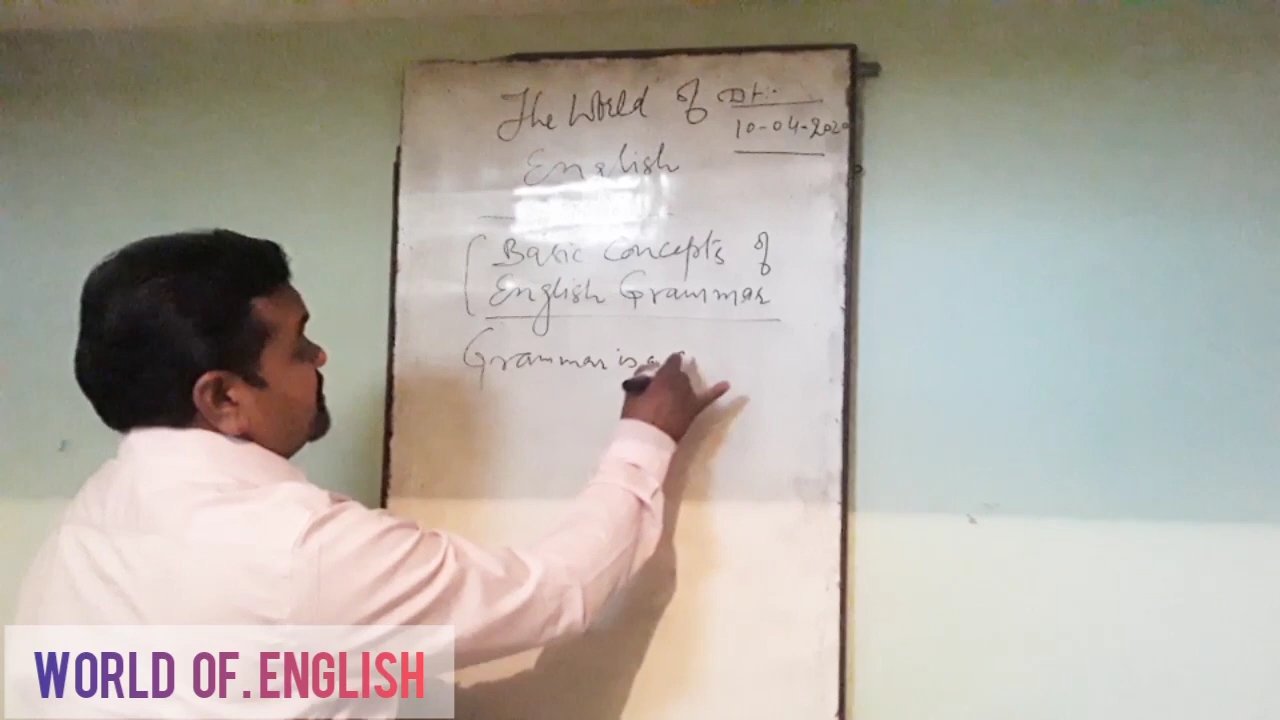 The World of
English
Dt:-
10-04-2020
Basic Concepts of
English Grammar
Grammar is a
WORLD OF.ENGLISH